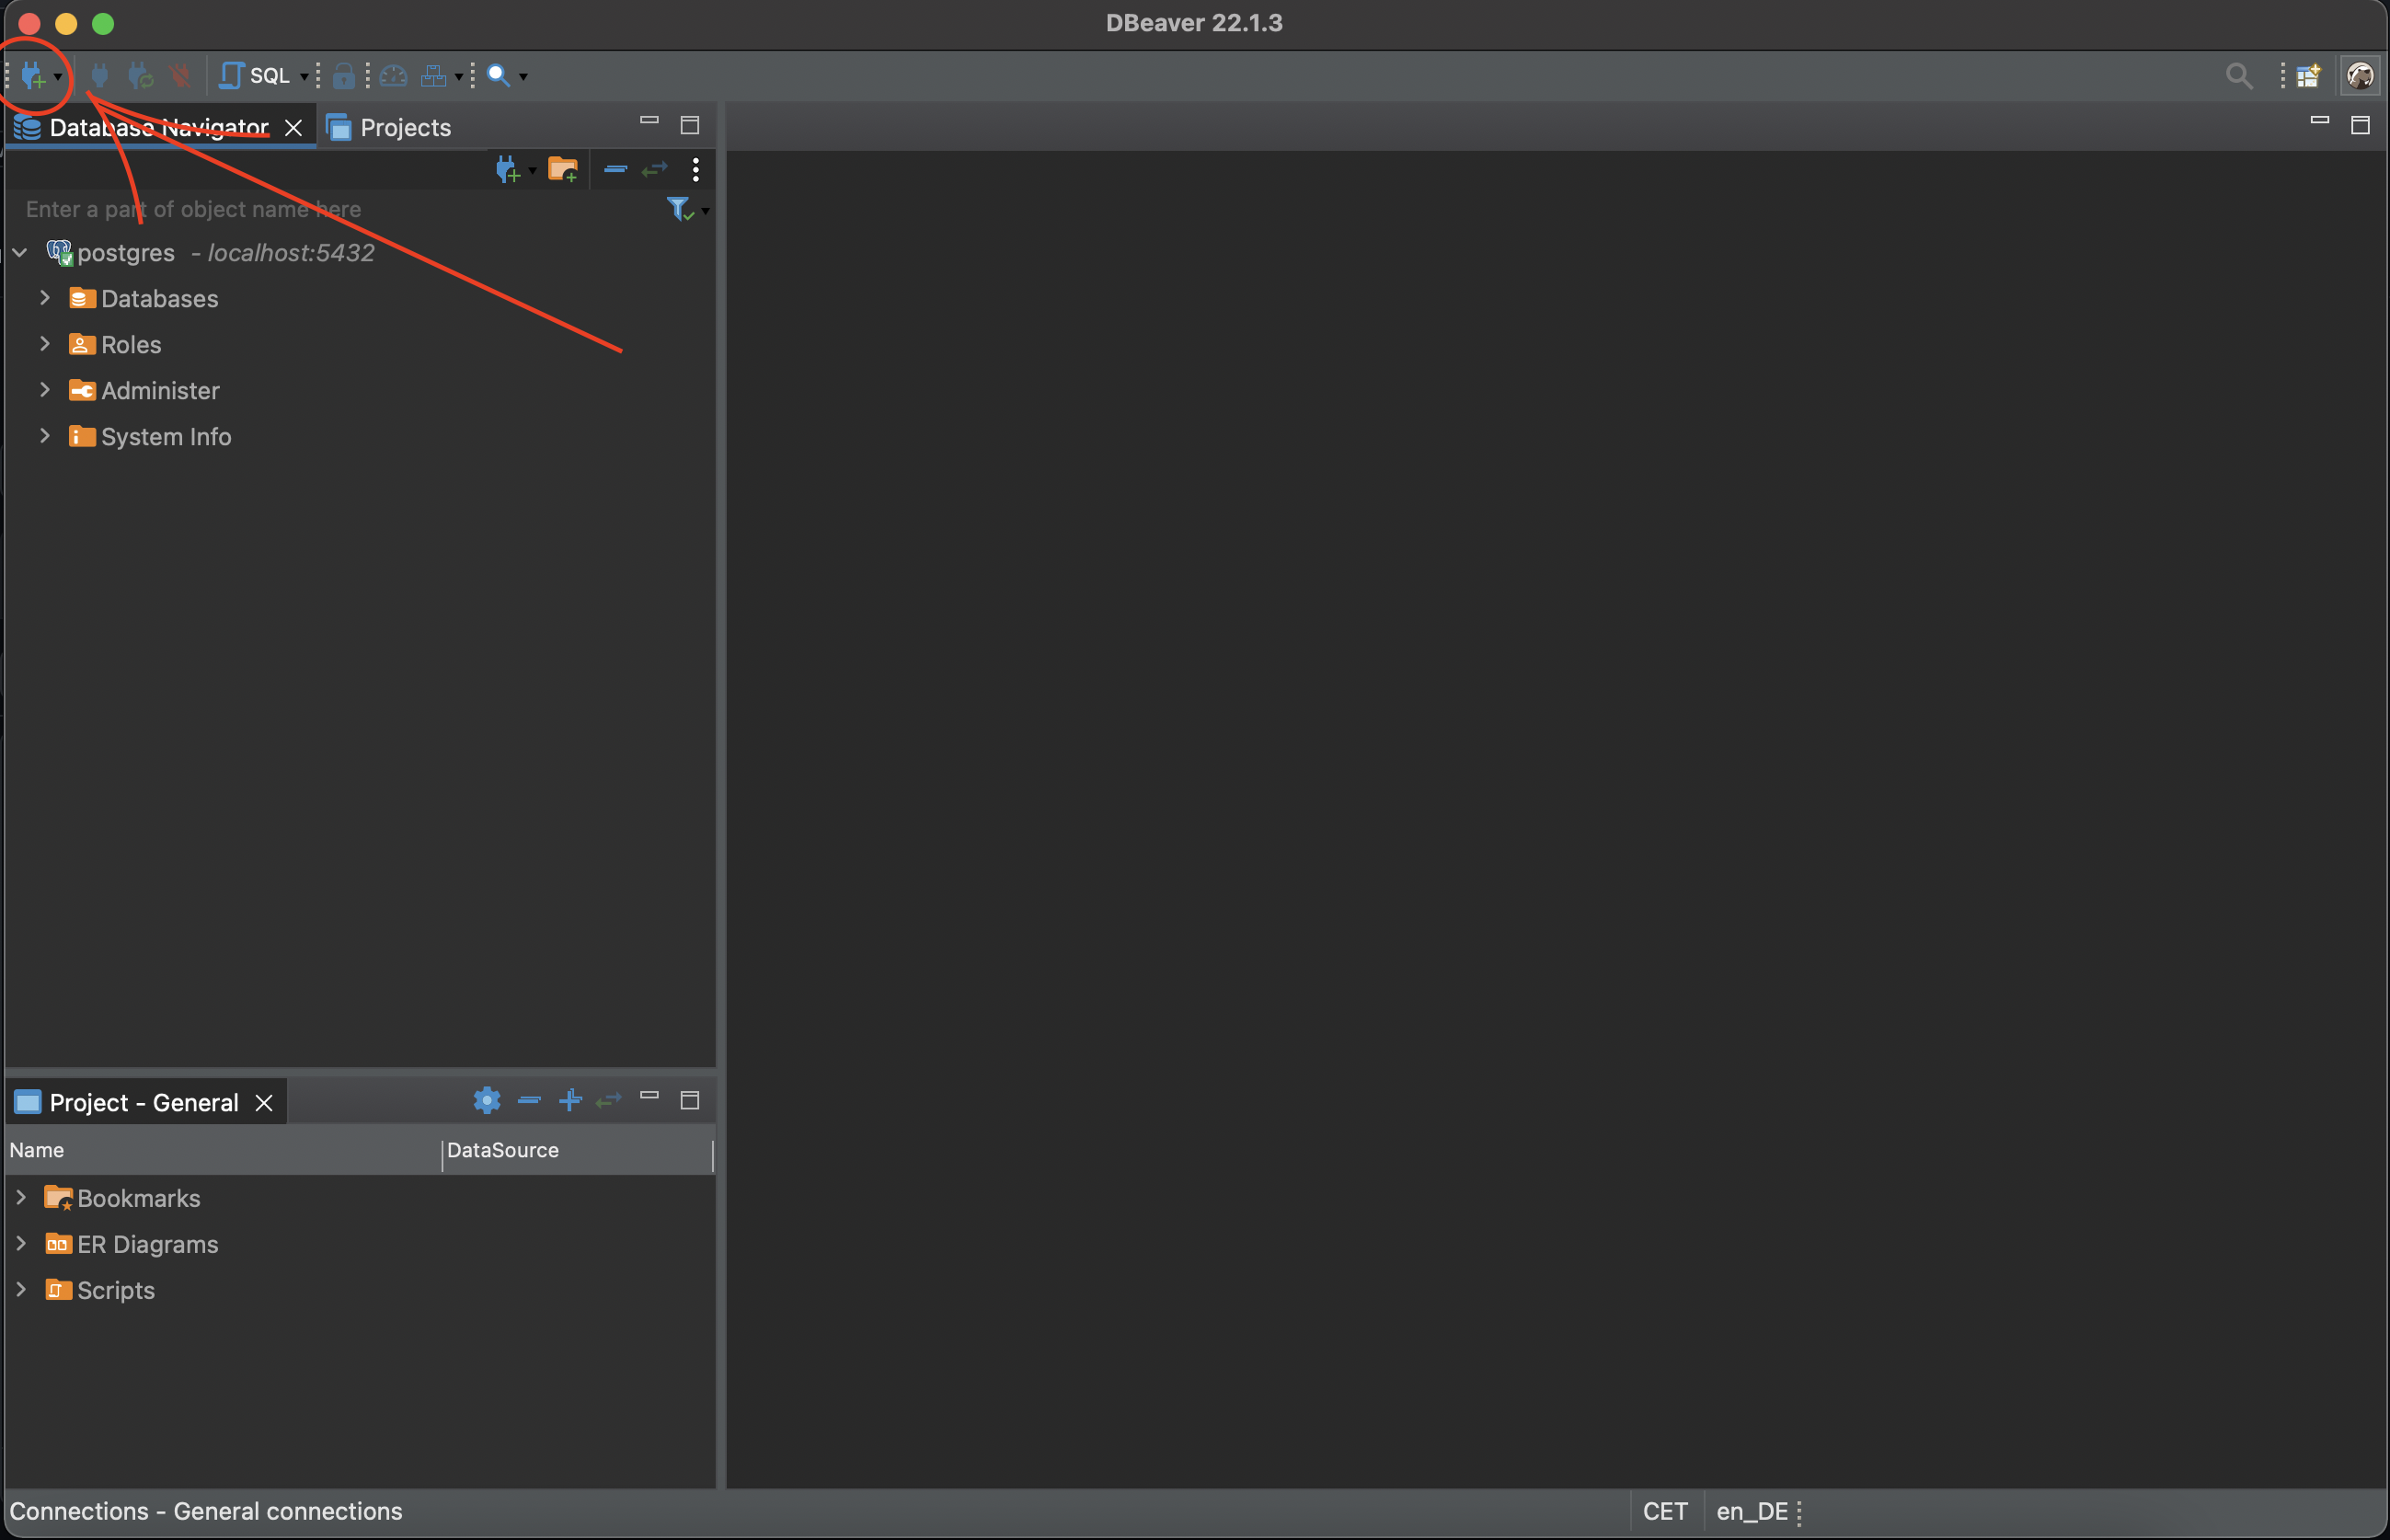 DBeaver 22.1.3
SQL
Database Navigator
Projects
Enter a part of object name here
postgres - localhost:5432
Databases
Roles
Administer
System Info
Project - General
Name DataSource
Bookmarks
ER Diagrams
Scripts
Connections - General connections CET en_DE